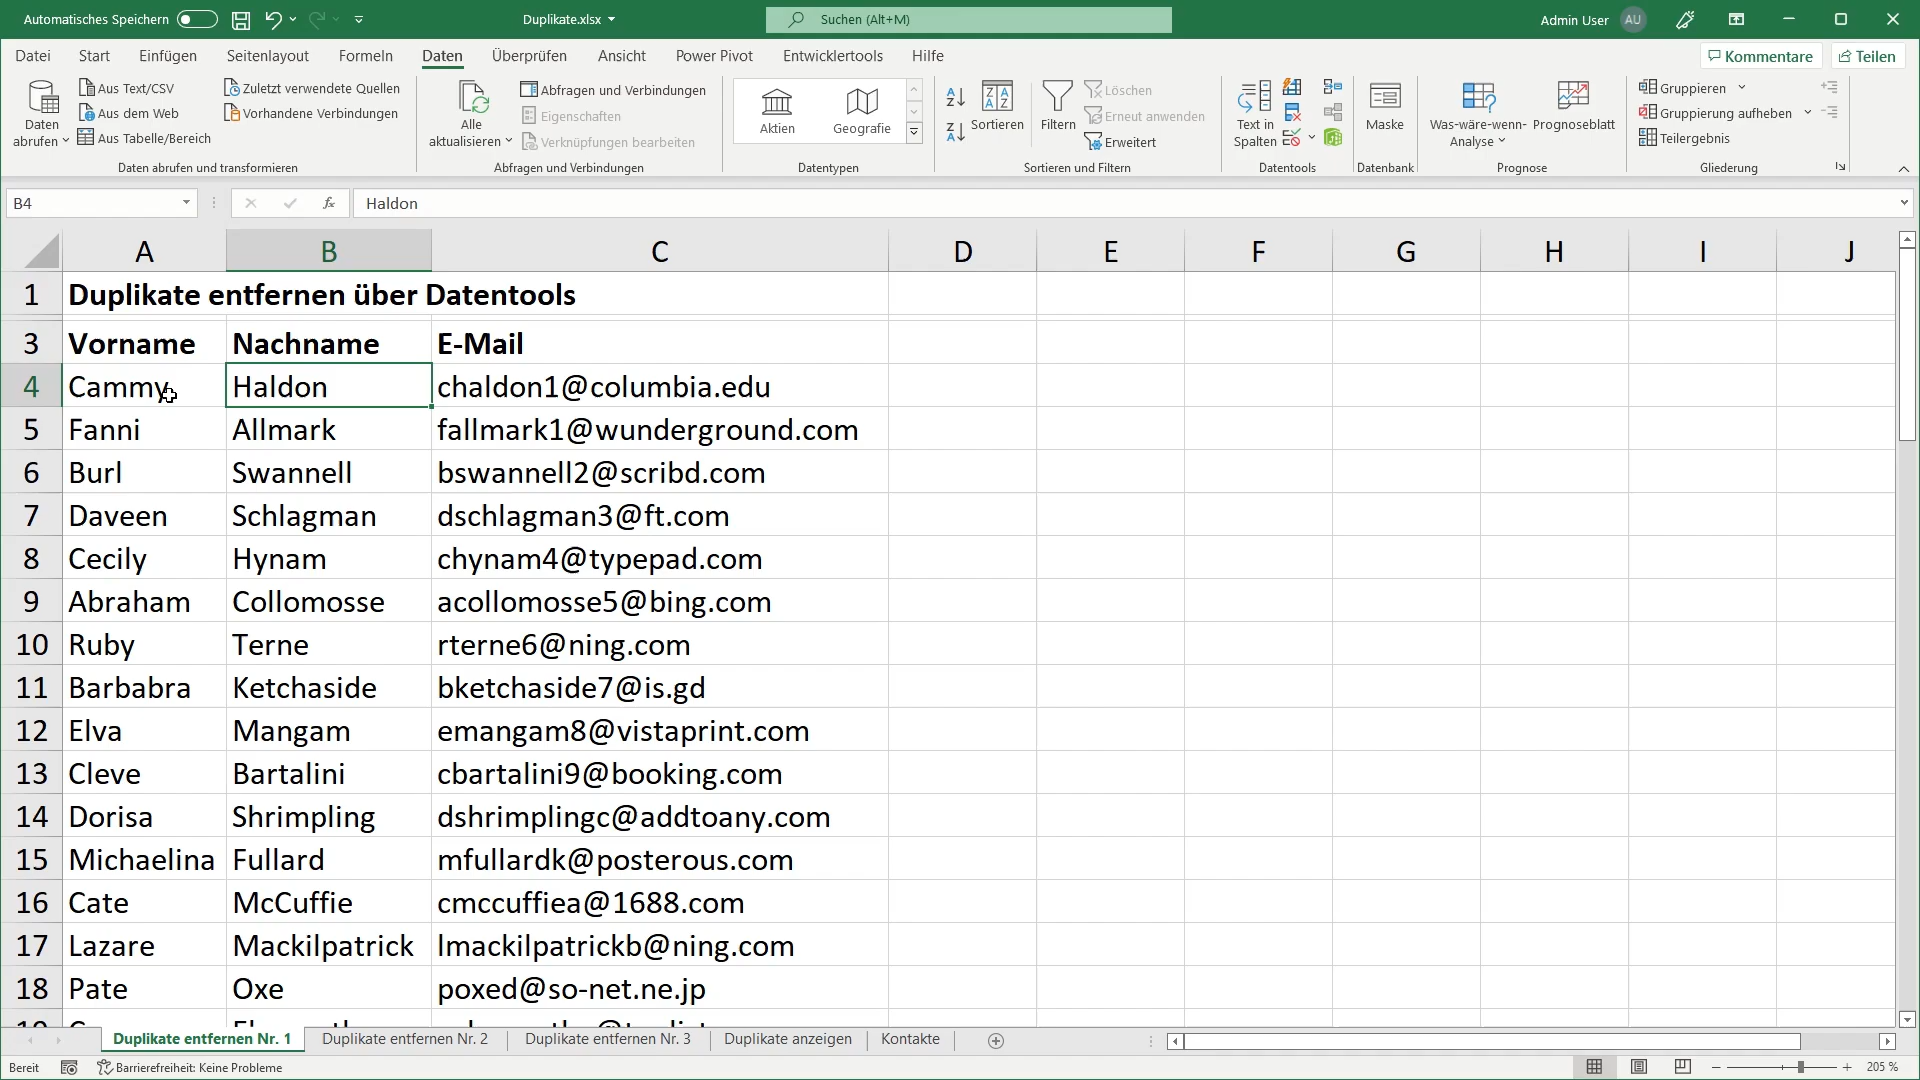 Automatisches Speichern
Duplikate.xlsx
Suchen (Alt+M)
Admin User
AU
Datei Start Einfügen Seitenlayout Formeln Daten Überprüfen Ansicht Power Pivot Entwicklertools Hilfe
Kommentare
Teilen
Daten abrufen
Aus Text/CSV
Aus dem Web
Aus Tabelle/Bereich
Zuletzt verwendete Quellen
Vorhandene Verbindungen
Daten abrufen und transformieren
Alle aktualisieren
Abfragen und Verbindungen
Eigenschaften
Verknüpfungen bearbeiten
Abfragen und Verbindungen
Aktien
Geografie
Datentypen
Sortieren
Filtern
Löschen
Erneut anwenden
Erweitert
Sortieren und Filtern
Text in Spalten
Datentools
Maske
Datenbank
Was-wäre-wenn-Analyse
Prognoseblatt
Prognose
Gruppieren
Gruppierung aufheben
Teilergebnis
Gliederung
B4
fx
Haldon
A B C D E F G H I J
1 Duplikate entfernen über Datentools
3 Vorname Nachname E-Mail
4 Cammy Haldon chaldon1@columbia.edu
5 Fanni Allmark fallmark1@wunderground.com
6 Burl Swannell bswannell2@scribd.com
7 Daveen Schlagman dschlagman3@ft.com
8 Cecily Hynam chynam4@typepad.com
9 Abraham Collomosse acollomosse5@bing.com
10 Ruby Terne rterne6@ning.com
11 Barbabra Ketchaside bketchaside7@is.gd
12 Elva Mangam emangam8@vistaprint.com
13 Cleve Bartalini cbartalini9@booking.com
14 Dorisa Shrimpling dshrimplingc@addtoany.com
15 Michaelina Fullard mfullardk@posterous.com
16 Cate McCuffie cmccuffiea@1688.com
17 Lazare Mackilpatrick lmackilpatrickb@ning.com
18 Pate Oxe poxed@so-net.ne.jp
Duplikate entfernen Nr. 1
Duplikate entfernen Nr. 2
Duplikate entfernen Nr. 3
Duplikate anzeigen
Kontakte
Bereit
Barrierefreiheit: Keine Probleme
205 %